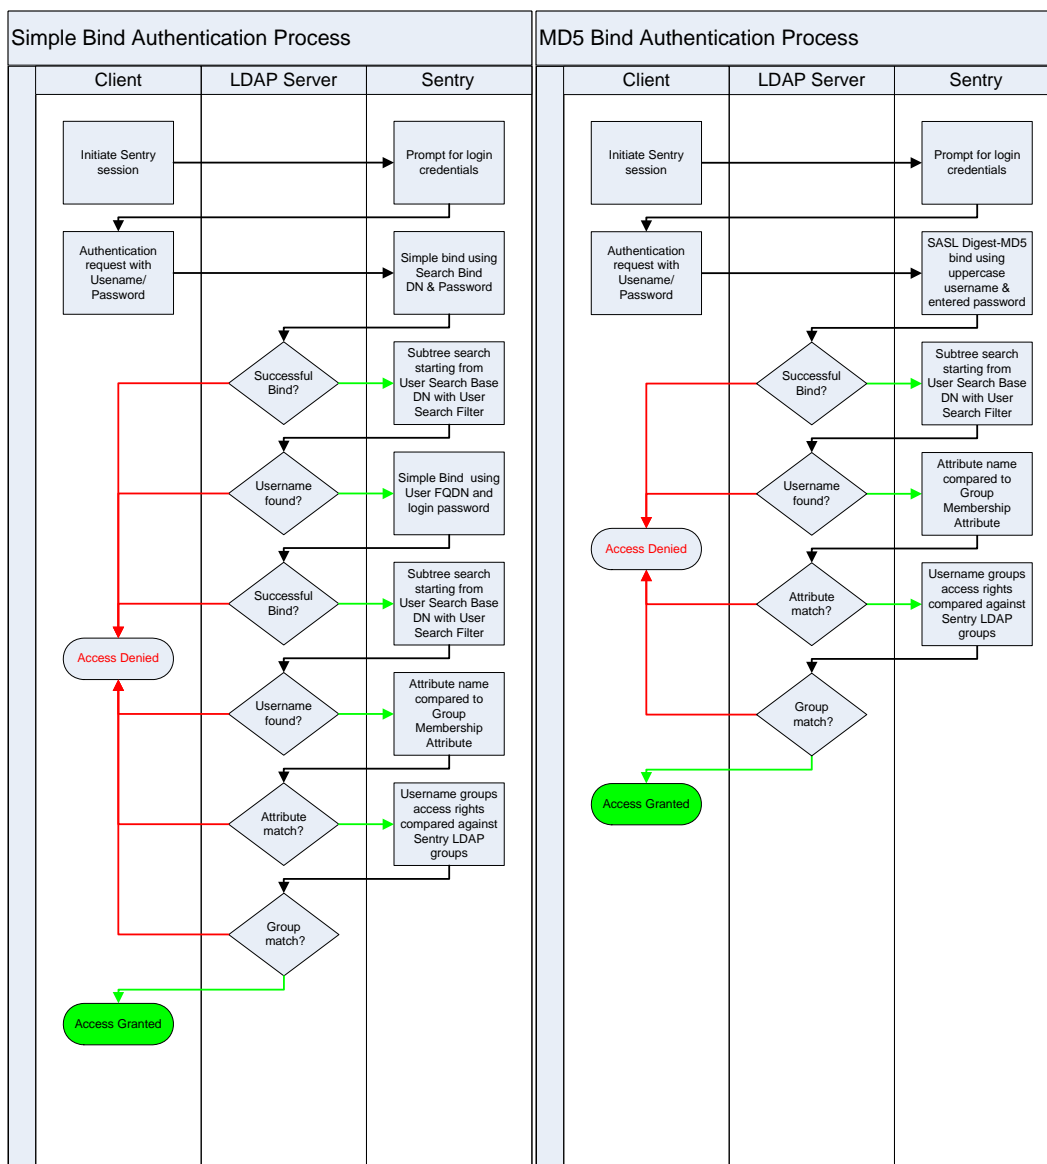 Simple Bind Authentication Process
Client
LDAP Server
Sentry
Initiate Sentry
session
Prompt for login
credentials
Authentication
request with
Usename/
Password
Simple bind using
Search Bind
DN & Password
Successful
Bind?
Subtree search
starting from
User Search Base
DN with User
Search Filter
Username
found?
Simple Bind using
User FQDN and
login password
Successful
Bind?
Subtree search
starting from
User Search Base
DN with User
Search Filter
Access Denied
Username
found?
Attribute name
compared to
Group
Membership
Attribute
Attribute
match?
Username groups
access rights
compared against
Sentry LDAP
groups
Group
match?
Access Granted
MD5 Bind Authentication Process
Client
LDAP Server
Sentry
Initiate Sentry
session
Prompt for login
credentials
Authentication
request with
Usename/
Password
SASL Digest-MD5
bind using
uppercase
username &
entered password
Successful
Bind?
Subtree search
starting from
User Search Base
DN with User
Search Filter
Username
found?
Attribute name
compared to
Group
Membership
Attribute
Access Denied
Attribute
match?
Username groups
access rights
compared against
Sentry LDAP
groups
Group
match?
Access Granted